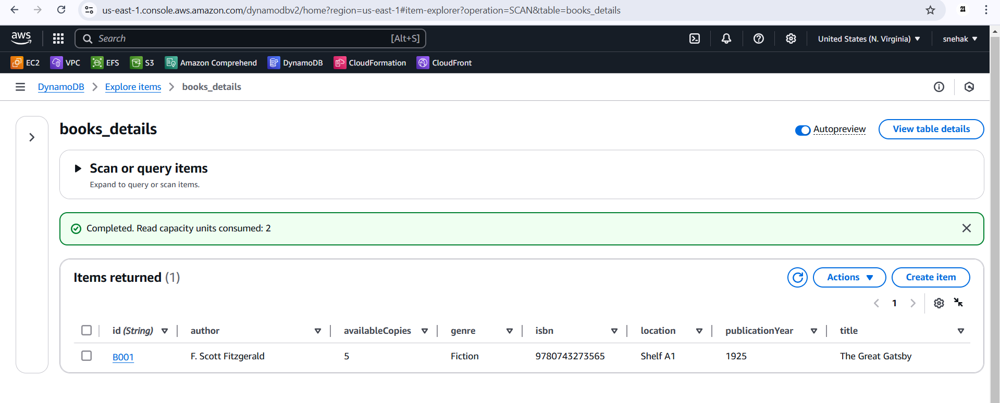 us-east-1.console.aws.amazon.com/dynamodbv2/home?region=us-east-1#item-explorer?operation=SCAN&table=books_details
21
aws Search [Alt+S] United States (N. Virginia) snehak
EC2 VPC EFS S3 Amazon Comprehend DynamoDB CloudFormation CloudFront
DynamoDB Explore items books_details
books_details Autopreview View table details
Scan or query items
Expand to query or scan items.
Completed. Read capacity units consumed: 2
Items returned (1) Actions Create item
1
id (String) author availableCopies genre isbn location publicationYear title
B001 F. Scott Fitzgerald 5 Fiction 9780743273565 Shelf A1 1925 The Great Gatsby